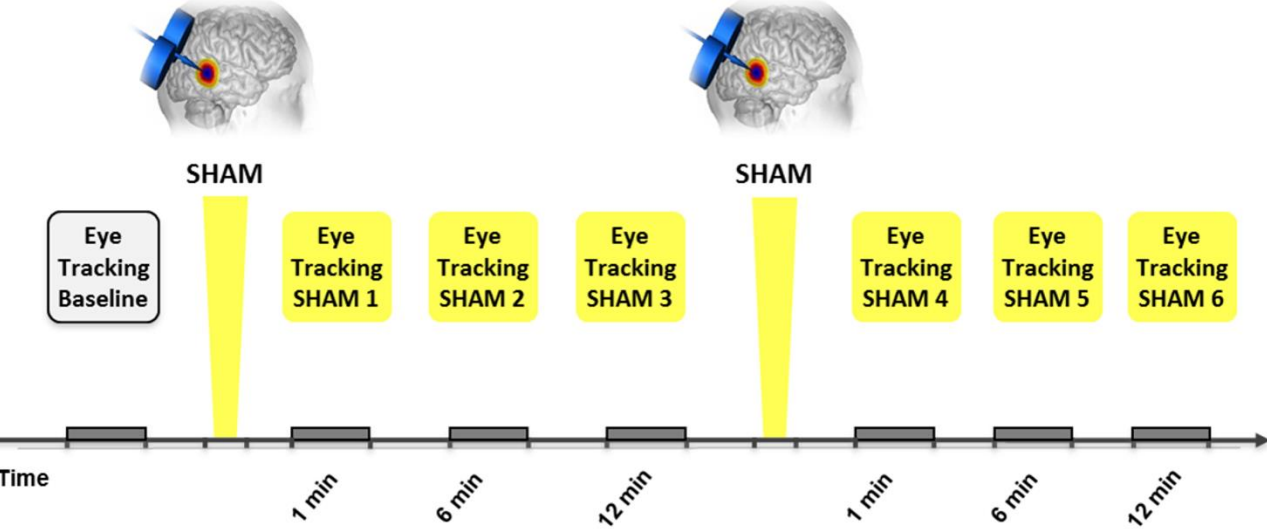 SHAM
SHAM
Eye
Tracking
Baseline
Eye
Tracking
SHAM 1
Eye
Tracking
SHAM 2
Eye
Tracking
SHAM 3
Eye
Tracking
SHAM 4
Eye
Tracking
SHAM 5
Eye
Tracking
SHAM 6
Time
1 min
6 min
12 min
1 min
6 min
12 min